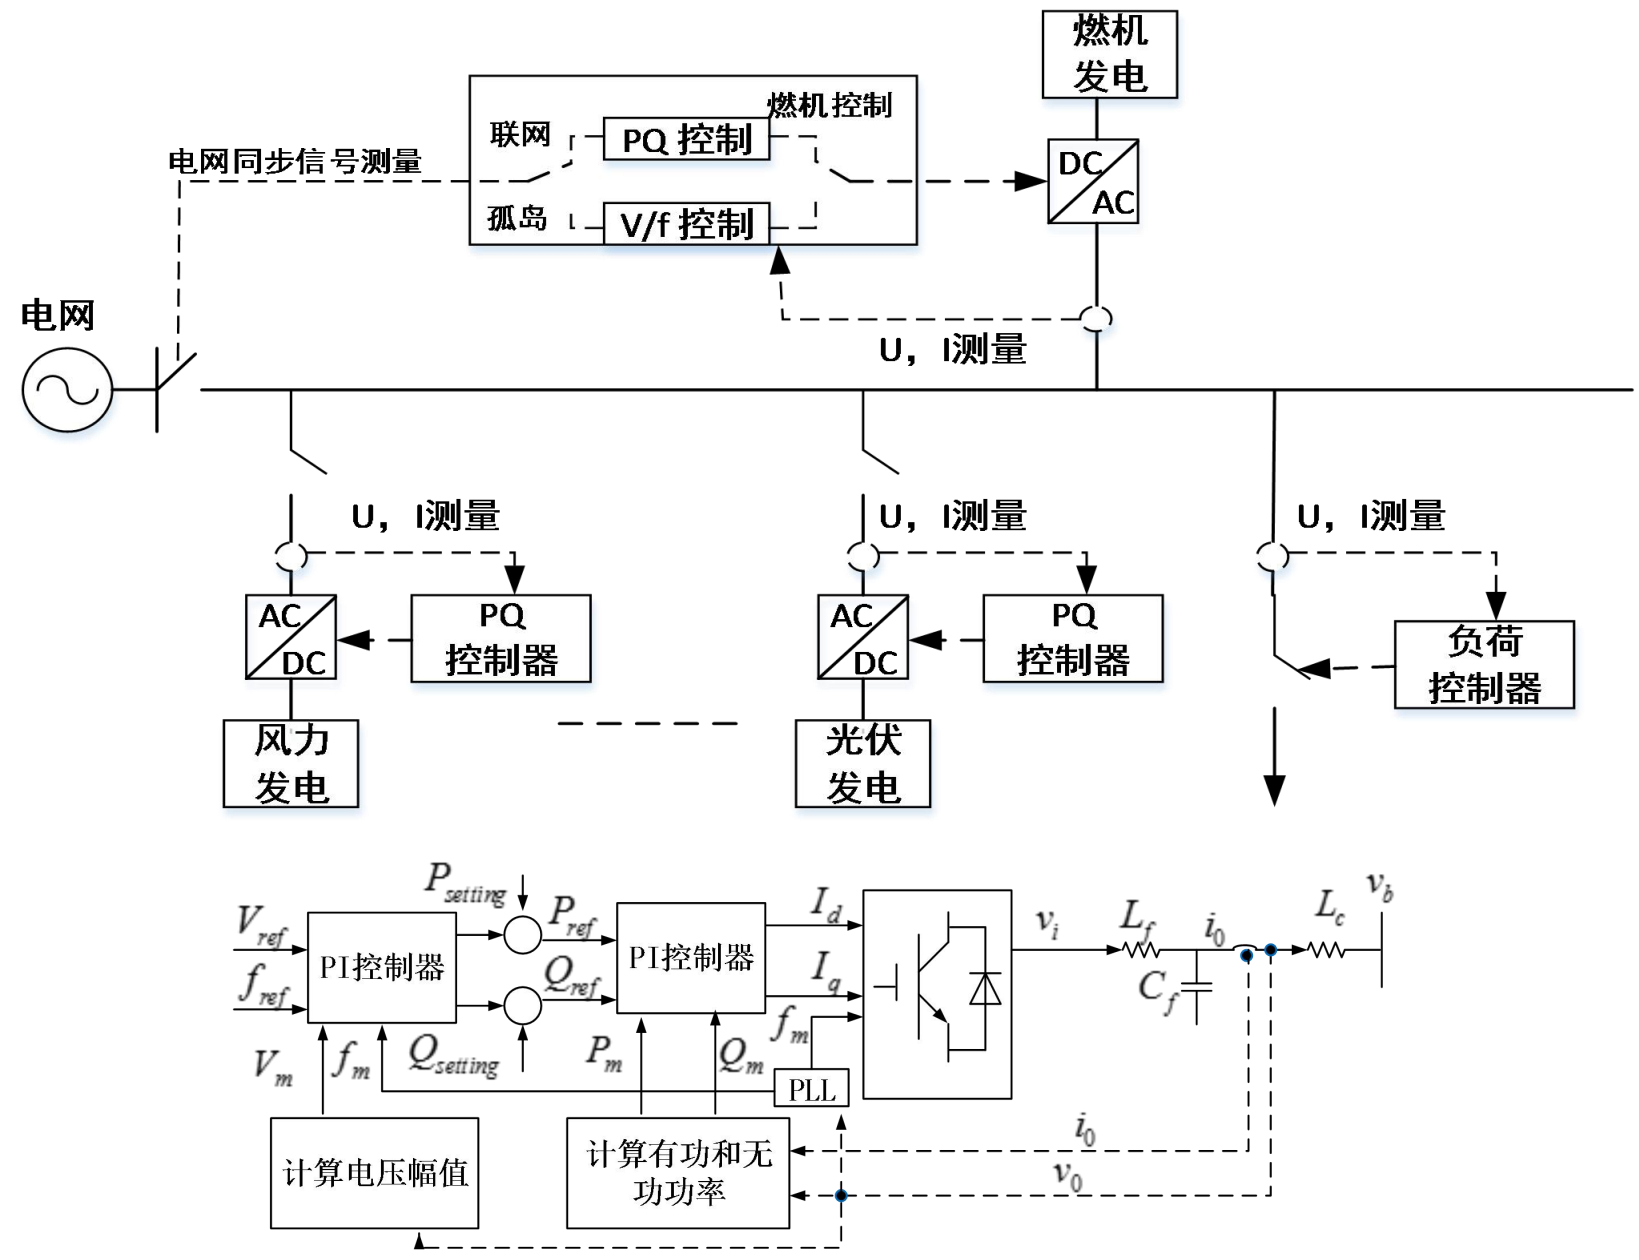 燃机
发电
燃机控制
联网
PQ 控制
电网同步信号测量
DC
AC
孤岛
V/f 控制
电网
U，I测量
U，I测量
U，I测量
U，I测量
AC
DC
PQ
控制器
AC
DC
PQ
控制器
负荷
控制器
风力
发电
光伏
发电
P_setting
V_ref
P_ref
I_d
v_i
L_f
i_0
L_c
v_b
PI控制器
PI控制器
f_ref
Q_ref
I_q
C_f
V_m
f_m
Q_setting
P_m
Q_m
f_m
PLL
计算电压幅值
计算有功和无
功功率
i_0
v_0